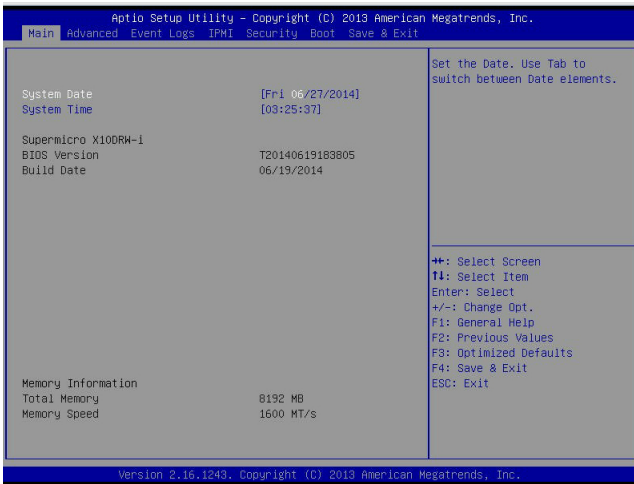 Aptio Setup Utility – Copyright (C) 2013 American Megatrends, Inc.
Main Advanced Event Logs IPMI Security Boot Save & Exit
Set the Date. Use Tab to
switch between Date elements.
System Date [Fri 06/27/2014]
System Time [03:25:37]
Supermicro X10DRW-i
BIOS Version T20140619183805
Build Date 06/19/2014
Memory Information
Total Memory 8192 MB
Memory Speed 1600 MT/s
→←: Select Screen
↑↓: Select Item
Enter: Select
+/-: Change Opt.
F1: General Help
F2: Previous Values
F3: Optimized Defaults
F4: Save & Exit
ESC: Exit
Version 2.16.1243. Copyright (C) 2013 American Megatrends, Inc.